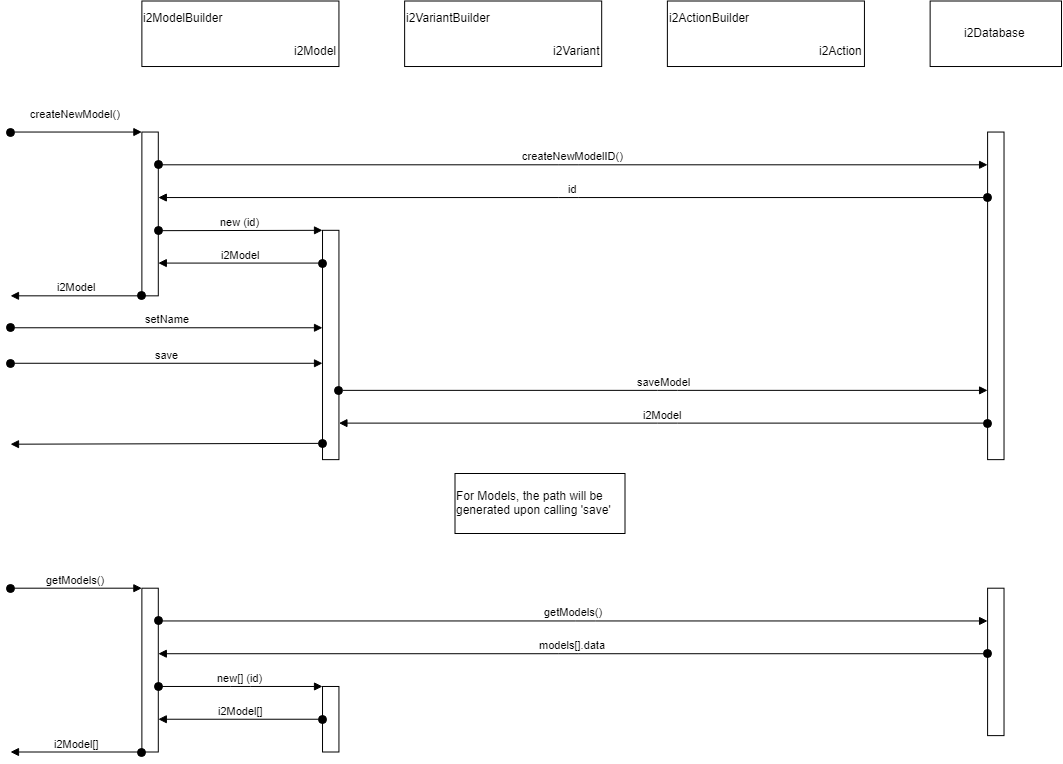 i2ModelBuilder
i2Model
i2VariantBuilder
i2Variant
i2ActionBuilder
i2Action
i2Database
createNewModel()
createNewModelID()
id
new (id)
i2Model
i2Model
setName
save
saveModel
i2Model
For Models, the path will be
generated upon calling 'save'
getModels()
getModels()
models[].data
new[] (id)
i2Model[]
i2Model[]